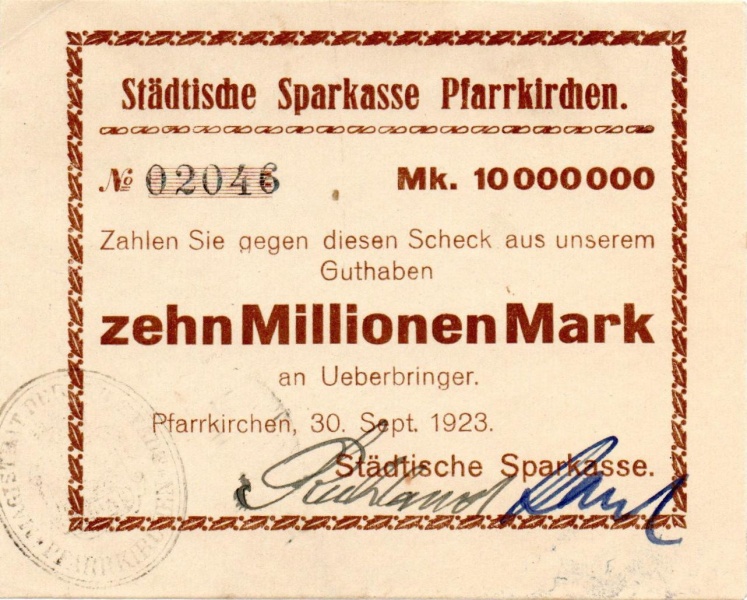 Städtische Sparkasse Pfarrkirchen.
№ 02046 Mk. 10000000
Zahlen Sie gegen diesen Scheck aus unserem
Guthaben
zehn Millionen Mark
an Ueberbringer.
Pfarrkirchen, 30. Sept. 1923.
Städtische Sparkasse.